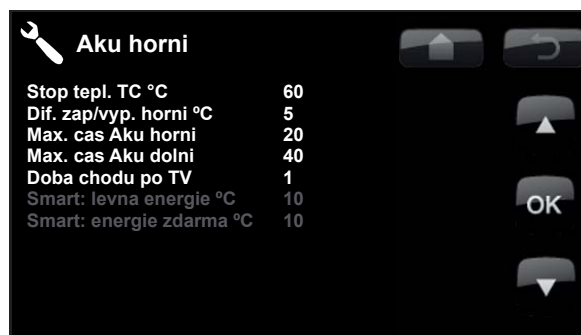 Aku horni
Stop tepl. TC °C 60
Dif. zap/vyp. horni ºC 5
Max. cas Aku horni 20
Max. cas Aku dolni 40
Doba chodu po TV 1
Smart: levna energie ºC 10
Smart: energie zdarma ºC 10
OK